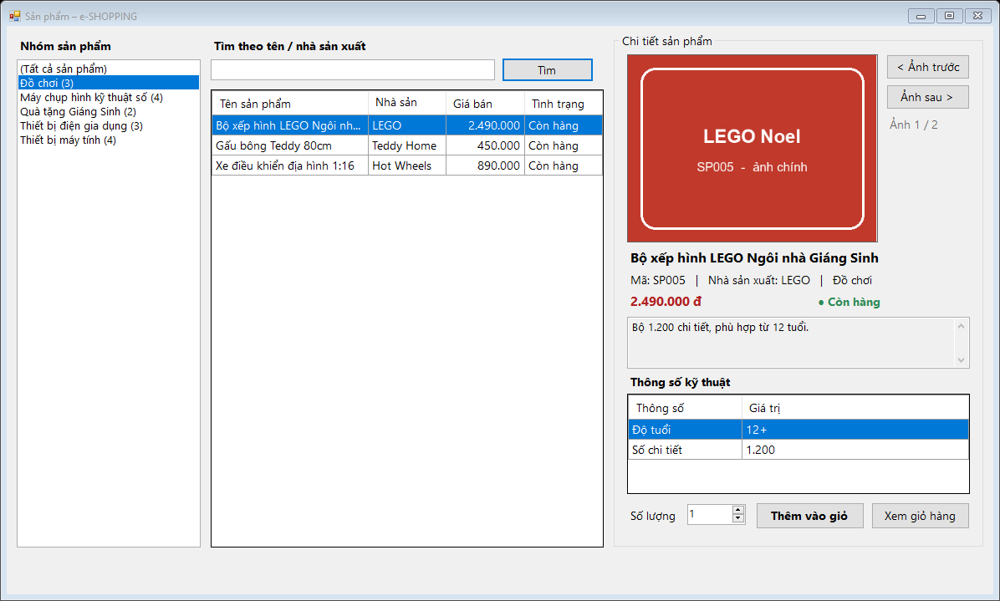 Sản phẩm – e-SHOPPING
Nhóm sản phẩm
(Tất cả sản phẩm)
Đồ chơi (3)
Máy chụp hình kỹ thuật số (4)
Quà tặng Giáng Sinh (2)
Thiết bị điện gia dụng (3)
Thiết bị máy tính (4)
Tìm theo tên / nhà sản xuất
Tìm
Tên sản phẩm Nhà sản Giá bán Tình trạng
Bộ xếp hình LEGO Ngôi nh... LEGO 2.490.000 Còn hàng
Gấu bông Teddy 80cm Teddy Home 450.000 Còn hàng
Xe điều khiển địa hình 1:16 Hot Wheels 890.000 Còn hàng
Chi tiết sản phẩm
LEGO Noel
SP005 - ảnh chính
< Ảnh trước
Ảnh sau >
Ảnh 1 / 2
Bộ xếp hình LEGO Ngôi nhà Giáng Sinh
Mã: SP005 | Nhà sản xuất: LEGO | Đồ chơi
2.490.000 đ ● Còn hàng
Bộ 1.200 chi tiết, phù hợp từ 12 tuổi.
Thông số kỹ thuật
Thông số Giá trị
Độ tuổi 12+
Số chi tiết 1.200
Số lượng 1 Thêm vào giỏ Xem giỏ hàng